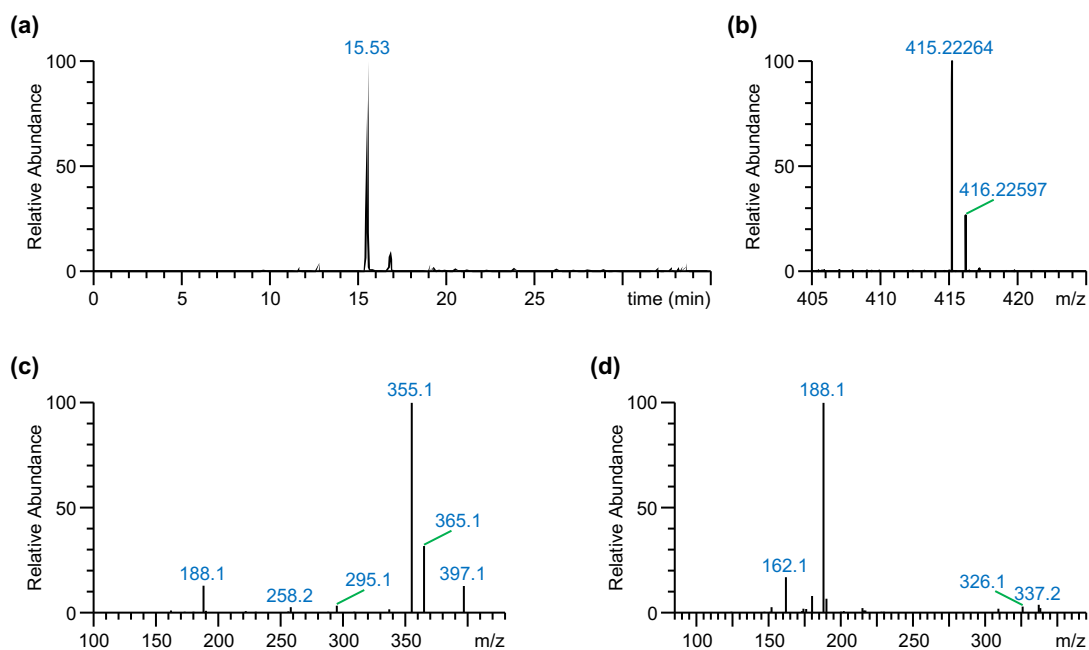 (a)
15.53
100
50
0
Relative Abundance
0 5 10 15 20 25 time (min)
(b)
415.22264
416.22597
100
50
0
Relative Abundance
405 410 415 420 m/z
(c)
355.1
365.1
188.1
258.2
295.1
397.1
100
50
0
Relative Abundance
100 150 200 250 300 350 m/z
(d)
188.1
162.1
326.1
337.2
100
50
0
Relative Abundance
100 150 200 250 300 m/z